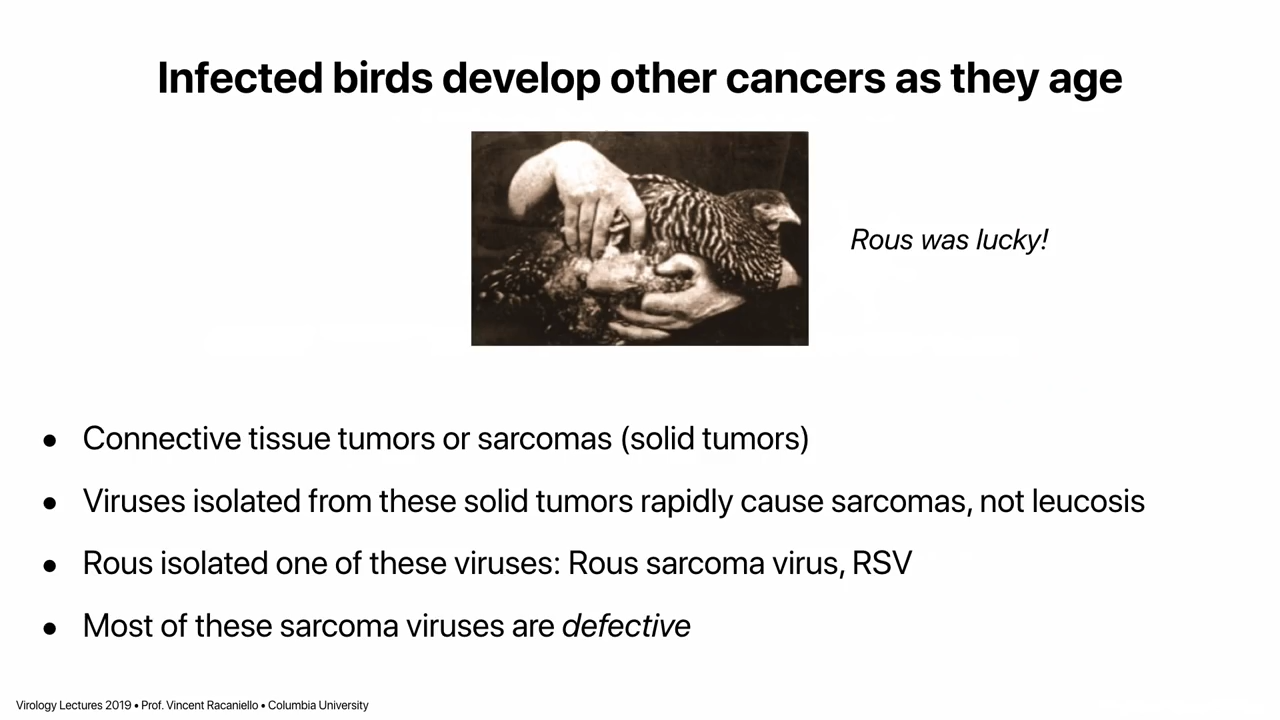 Infected birds develop other cancers as they age
Rous was lucky!
• Connective tissue tumors or sarcomas (solid tumors)
• Viruses isolated from these solid tumors rapidly cause sarcomas, not leucosis
• Rous isolated one of these viruses: Rous sarcoma virus, RSV
• Most of these sarcoma viruses are defective
Virology Lectures 2019 • Prof. Vincent Racaniello • Columbia University